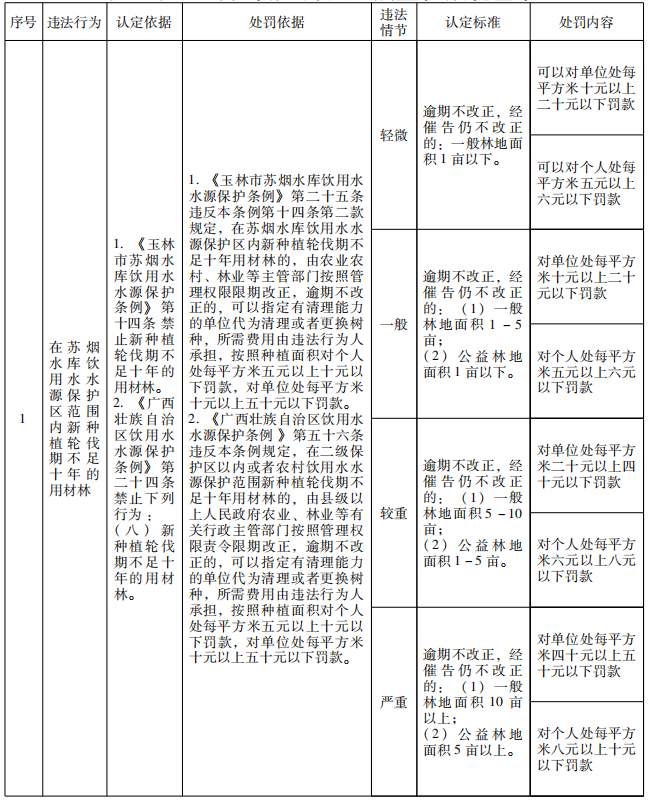 序号
违法行为
认定依据
处罚依据
违法
情节
认定标准
处罚内容
1
在苏烟
水库饮
用水水
源保护
区范围
内新种
植轮伐
期不足
十年的
用材林
1. 《玉林
市苏烟水
库饮用水
水源保护
条例》第
十四条 禁
止新种植
轮伐期不
足十年的
用材林。
2. 《广西
壮族自治
区饮用水
水源保护
条例》第
二十四条
禁止下列
行为：
（八）新
种植轮伐
期不足十
年的用材
林。
1. 《玉林市苏烟水库饮用水
水源保护条例》第二十五条
违反本条例第十四条第二款
规定，在苏烟水库饮用水水
源保护区内新种植轮伐期不
足十年用材林的，由农业农
村、林业等主管部门按照管
理权限限期改正，逾期不改
正的，可以指定有清理能力
的单位代为清理或者更换树
种，所需费用由违法行为人
承担，按照种植面积对个人
处每平方米五元以上十元以
下罚款，对单位处每平方米
十元以上五十元以下罚款。
2. 《广西壮族自治区饮用水
水源保护条例 》第五十六条
违反本条例规定，在二级保
护区以内或者农村饮用水水
源保护范围新种植轮伐期不
足十年用材林的，由县级以
上人民政府农业、林业等有
关行政主管部门按照管理权
限责令限期改正，逾期不改
正的，可以指定有清理能力
的单位代为清理或者更换树
种，所需费用由违法行为人
承担，按照种植面积对个人
处每平方米五元以上十元以
下罚款，对单位处每平方米
十元以上五十元以下罚款。
轻微
逾期不改正，经
催告仍不改正
的：一般林地面
积 1 亩以下。
可以对单位处每
平方米十元以上
二十元以下罚款
可以对个人处每
平方米五元以上
六元以下罚款
一般
逾期不改正，经
催告仍不改正
的：（1）一般
林地面积 1 - 5
亩；
（2）公益林地
面积 1 亩以下。
对单位处每平方
米十元以上二十
元以下罚款
对个人处每平方
米五元以上六元
以下罚款
较重
逾期不改正，经
催告仍不改正
的：（1）一般
林地面积 5 - 10
亩；
（2）公益林地
面积 1 - 5 亩。
对单位处每平方
米二十元以上四
十元以下罚款
对个人处每平方
米六元以上八元
以下罚款
严重
逾期不改正，经
催告仍不改正
的：（1）一般
林地面积 10 亩
以上；
（2）公益林地
面积 5 亩以上。
对单位处每平方
米四十元以上五
十元以下罚款
对个人处每平方
米八元以上十元
以下罚款